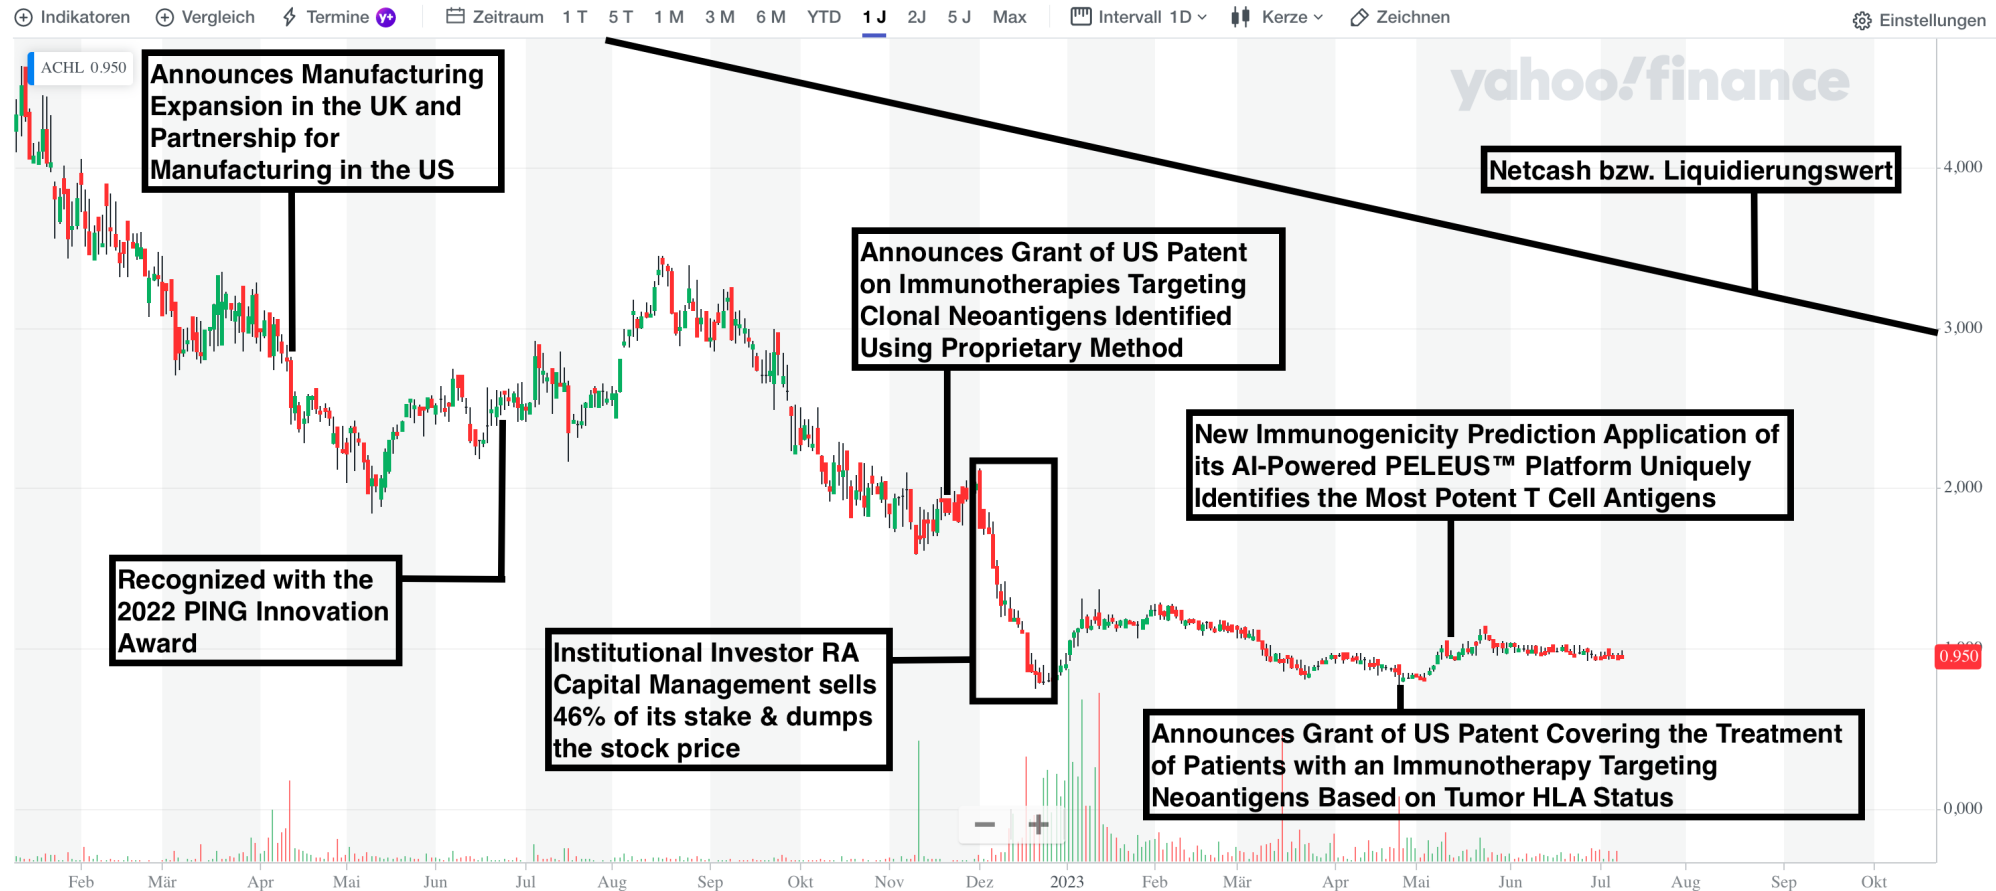 Indikatoren Vergleich Termine y+ Zeitraum 1 T 5 T 1 M 3 M 6 M YTD 1 J 2J 5 J Max Intervall 1D Kerze Zeichnen Einstellungen
ACHL 0.950
yahoo!finance
Announces Manufacturing
Expansion in the UK and
Partnership for
Manufacturing in the US
Netcash bzw. Liquidierungswert
4,000
Announces Grant of US Patent
on Immunotherapies Targeting
Clonal Neoantigens Identified
Using Proprietary Method
3,000
New Immunogenicity Prediction Application of
its AI-Powered PELEUS™ Platform Uniquely
Identifies the Most Potent T Cell Antigens
2,000
Recognized with the
2022 PING Innovation
Award
Institutional Investor RA
Capital Management sells
46% of its stake & dumps
the stock price
0.950
Announces Grant of US Patent Covering the Treatment
of Patients with an Immunotherapy Targeting
Neoantigens Based on Tumor HLA Status
0,000
− +
Feb Mär Apr Mai Jun Jul Aug Sep Okt Nov Dez 2023 Feb Mär Apr Mai Jun Jul Aug Sep Okt